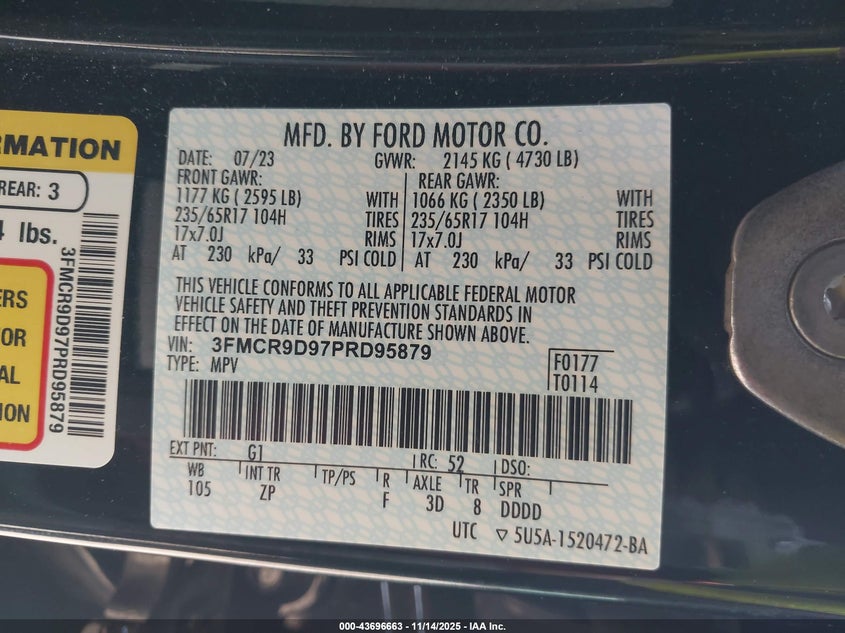 RMATION
REAR: 3
4 lbs.
ERS
TOR
AL
ION
3FMCR9D97PRD95879
MFD. BY FORD MOTOR CO.
DATE: 07/23 GVWR: 2145 KG ( 4730 LB)
FRONT GAWR: REAR GAWR:
1177 KG ( 2595 LB) WITH 1066 KG ( 2350 LB) WITH
235/65R17 104H TIRES 235/65R17 104H TIRES
17x7.0J RIMS 17x7.0J RIMS
AT 230 kPa/ 33 PSI COLD AT 230 kPa/ 33 PSI COLD
THIS VEHICLE CONFORMS TO ALL APPLICABLE FEDERAL MOTOR
VEHICLE SAFETY AND THEFT PREVENTION STANDARDS IN
EFFECT ON THE DATE OF MANUFACTURE SHOWN ABOVE.
VIN: 3FMCR9D97PRD95879
TYPE: MPV
F0177
T0114
EXT PNT: G1 RC: 52 DSO:
WB INT TR TP/PS R AXLE TR SPR
105 ZP F 3D 8 DDDD
UTC ▽ 5U5A-1520472-BA
000-43696663 - 11/14/2025 - IAA Inc.